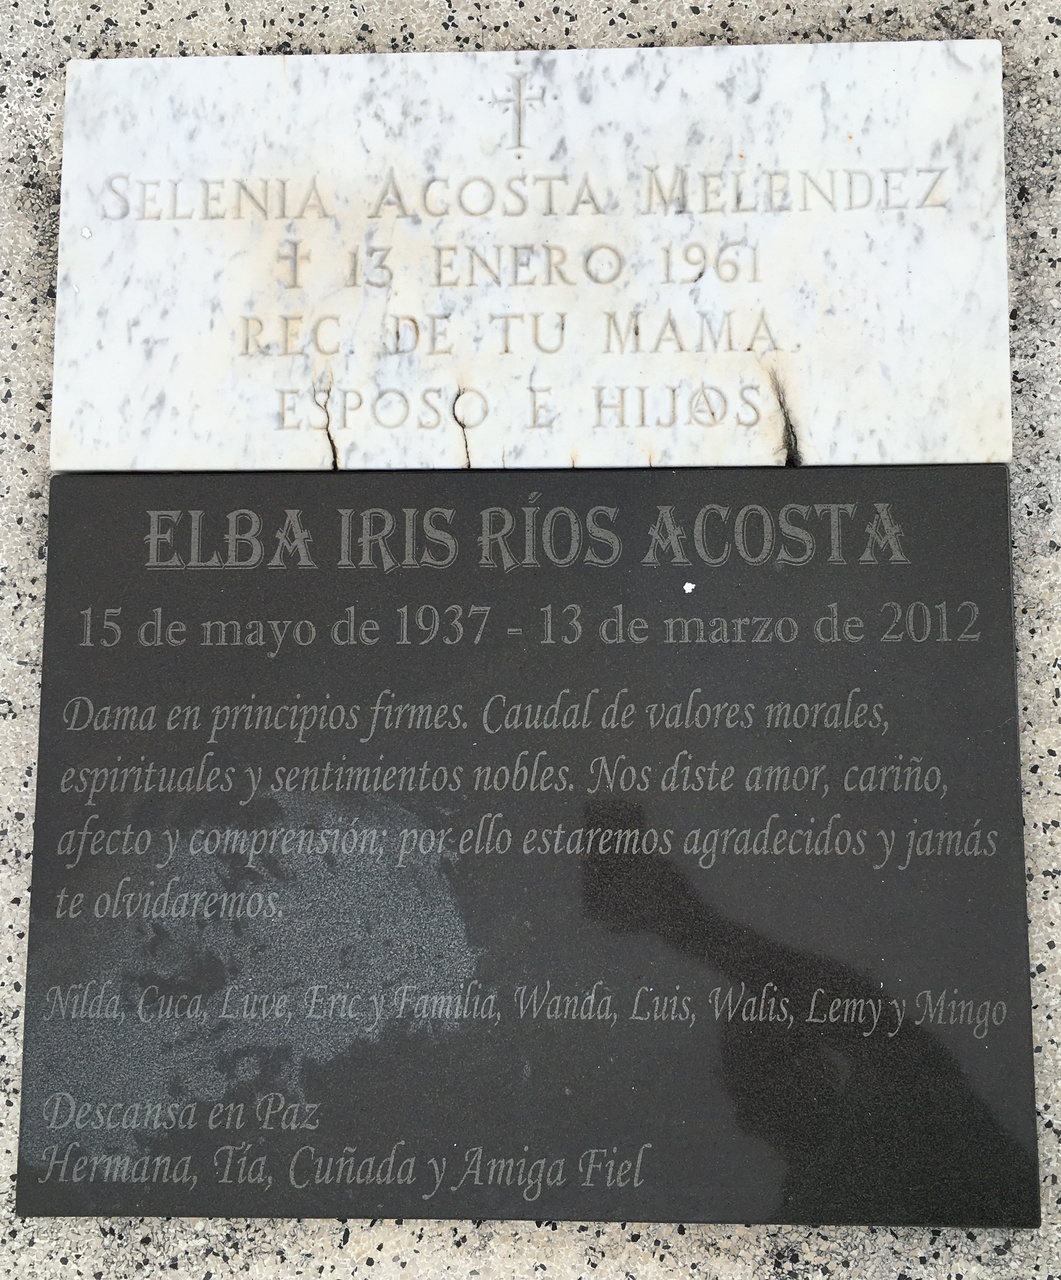 SELENIA ACOSTA MELENDEZ
✝ 13 ENERO 1961
REC. DE TU MAMA.
ESPOSO E HIJ@S
ELBA IRIS RÍOS ACOSTA
15 de mayo de 1937 - 13 de marzo de 2012
Dama en principios firmes. Caudal de valores morales,
espirituales y sentimientos nobles. Nos diste amor, cariño,
afecto y comprensión; por ello estaremos agradecidos y jamás
te olvidaremos.
Nilda, Cuca, Luve, Eric y Familia, Wanda, Luis, Walis, Lemy y Mingo
Descansa en Paz
Hermana, Tía, Cuñada y Amiga Fiel